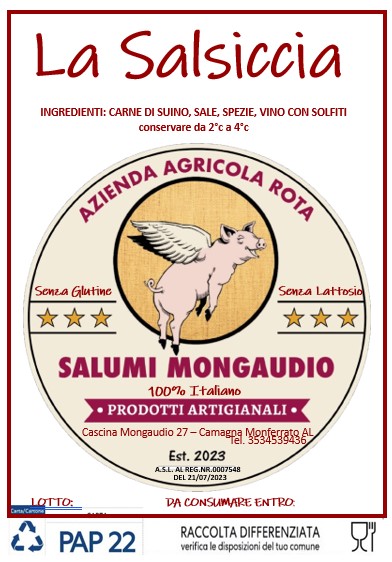 La Salsiccia
INGREDIENTI: CARNE DI SUINO, SALE, SPEZIE, VINO CON SOLFITI
conservare da 2°c a 4°c
AZIENDA AGRICOLA ROTA
Senza Glutine
Senza Lattosio
SALUMI MONGAUDIO
100% Italiano
• PRODOTTI ARTIGIANALI •
Cascina Mongaudio 27 – Camagna Monferrato AL
Tel. 3534539436
Est. 2023
A.S.L. AL REG.NR.0007548
DEL 21/07/2023
LOTTO:
DA CONSUMARE ENTRO:
Carta/Cartone
PAP 22
RACCOLTA DIFFERENZIATA
verifica le disposizioni del tuo comune